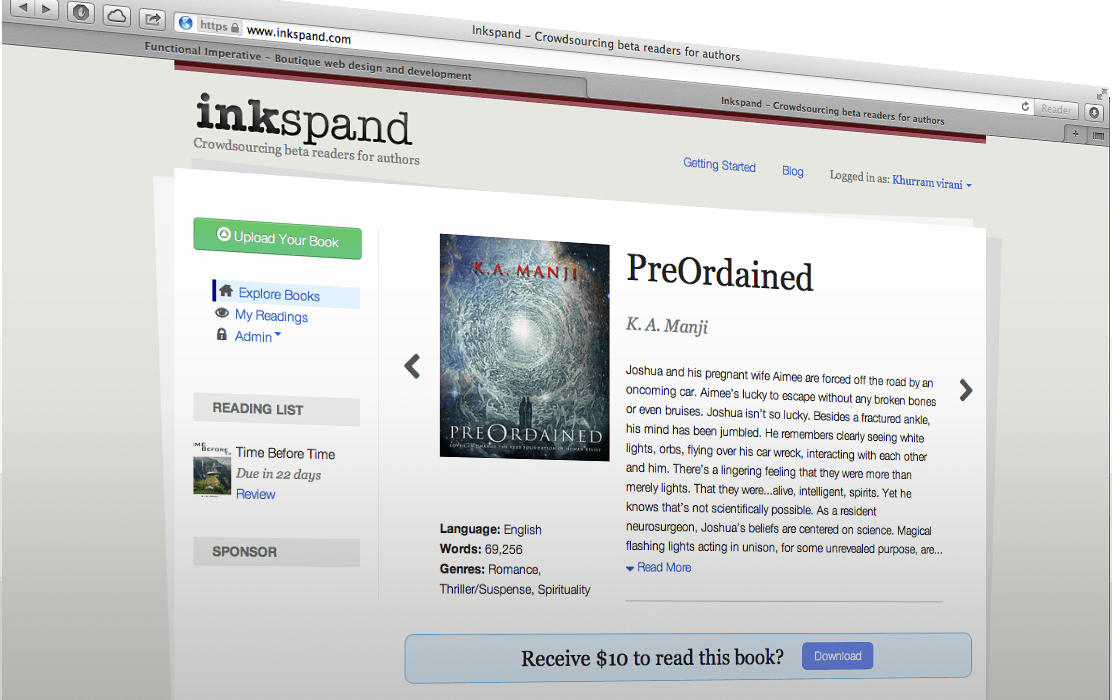 https www.inkspand.com
Inkspand – Crowdsourcing beta readers for authors
Reader
Functional Imperative – Boutique web design and development
Inkspand – Crowdsourcing beta readers for authors
+
inkspand
Crowdsourcing beta readers for authors
Getting Started
Blog
Logged in as: Khurram virani
Upload Your Book
Explore Books
My Readings
Admin
READING LIST
Time Before Time
Due in 22 days
Review
SPONSOR
K.A. MANJI
PREORDAINED
Language: English
Words: 69,256
Genres: Romance,
Thriller/Suspense, Spirituality
PreOrdained
K. A. Manji
Joshua and his pregnant wife Aimee are forced off the road by an
oncoming car. Aimee's lucky to escape without any broken bones
or even bruises. Joshua isn't so lucky. Besides a fractured ankle,
his mind has been jumbled. He remembers clearly seeing white
lights, orbs, flying over his car wreck, interacting with each other
and him. There's a lingering feeling that they were more than
merely lights. That they were...alive, intelligent, spirits. Yet he
knows that's not scientifically possible. As a resident
neurosurgeon, Joshua's beliefs are centered on science. Magical
flashing lights acting in unison, for some unrevealed purpose, are...
Read More
Receive $10 to read this book?
Download